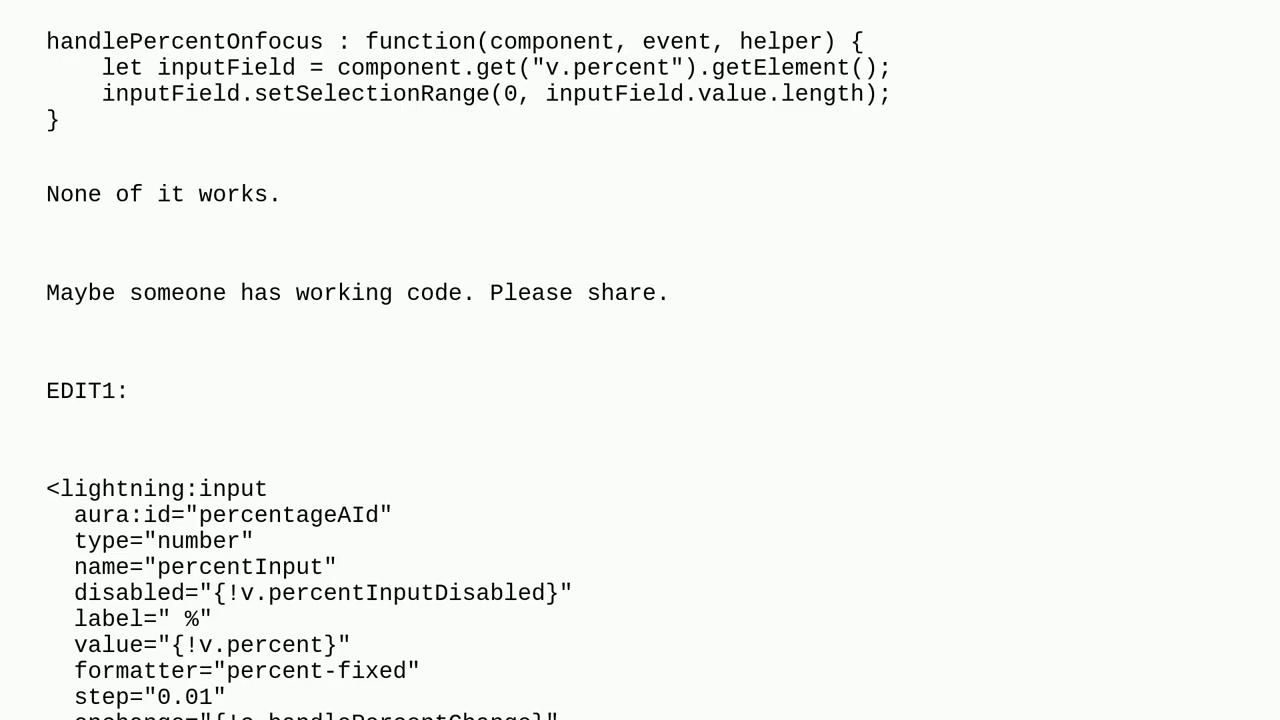 handlePercentOnfocus : function(component, event, helper) {
    let inputField = component.get("v.percent").getElement();
    inputField.setSelectionRange(0, inputField.value.length);
}
None of it works.
Maybe someone has working code. Please share.
EDIT1:
<lightning:input
  aura:id="percentageAId"
  type="number"
  name="percentInput"
  disabled="{!v.percentInputDisabled}"
  label=" %"
  value="{!v.percent}"
  formatter="percent-fixed"
  step="0.01"
  onchange="{!c.handlePercentChange}"